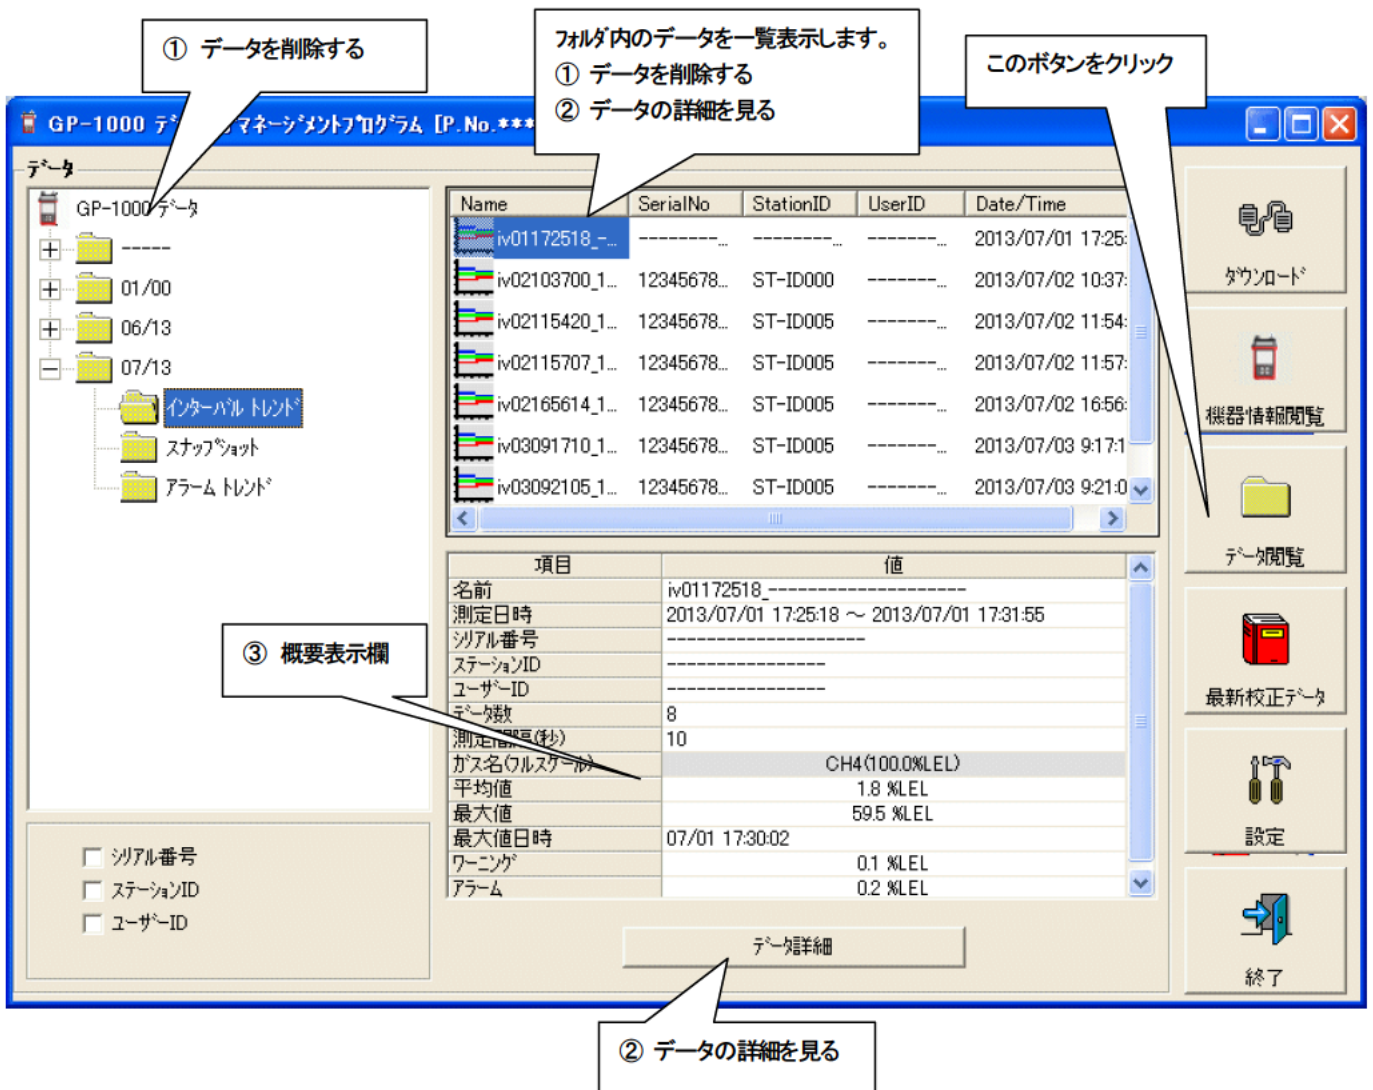 ① データを削除する
フォルダ内のデータを一覧表示します。
① データを削除する
② データの詳細を見る
このボタンをクリック
GP-1000 デ マネージメントプログラム [P.No.***
データ
GP-1000 データ
-----
01/00
06/13
07/13
インターバル トレンド
スナップショット
アラーム トレンド
Name SerialNo StationID UserID Date/Time
iv01172518_-... --------... --------... -------... 2013/07/01 17:25:
iv02103700_1... 12345678... ST-ID000 -------... 2013/07/02 10:37:
iv02115420_1... 12345678... ST-ID005 -------... 2013/07/02 11:54:
iv02115707_1... 12345678... ST-ID005 -------... 2013/07/02 11:57:
iv02165614_1... 12345678... ST-ID005 -------... 2013/07/02 16:56:
iv03091710_1... 12345678... ST-ID005 -------... 2013/07/03 9:17:1
iv03092105_1... 12345678... ST-ID005 -------... 2013/07/03 9:21:0
項目 値
名前 iv01172518_--------------------
測定日時 2013/07/01 17:25:18 ～ 2013/07/01 17:31:55
シリアル番号 --------------------
ステーションID ----------------
ユーザーID ----------------
データ数 8
測定間隔(秒) 10
ガス名(フルスケール) CH4(100.0%LEL)
平均値 1.8 %LEL
最大値 59.5 %LEL
最大値日時 07/01 17:30:02
ワーニング 0.1 %LEL
アラーム 0.2 %LEL
③ 概要表示欄
シリアル番号
ステーションID
ユーザーID
データ詳細
② データの詳細を見る
ダウンロード
機器情報閲覧
データ閲覧
最新校正データ
設定
終了